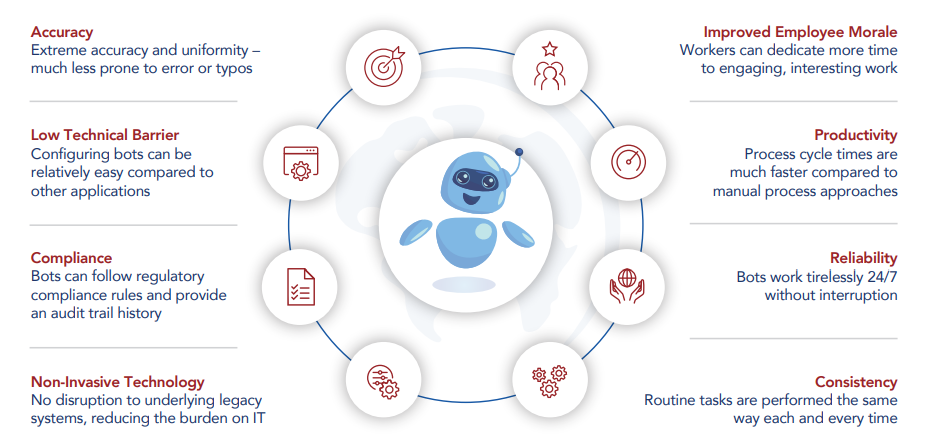 Accuracy
Extreme accuracy and uniformity –
much less prone to error or typos
Low Technical Barrier
Configuring bots can be
relatively easy compared to
other applications
Compliance
Bots can follow regulatory
compliance rules and provide
an audit trail history
Non-Invasive Technology
No disruption to underlying legacy
systems, reducing the burden on IT
Improved Employee Morale
Workers can dedicate more time
to engaging, interesting work
Productivity
Process cycle times are
much faster compared to
manual process approaches
Reliability
Bots work tirelessly 24/7
without interruption
Consistency
Routine tasks are performed the same
way each and every time